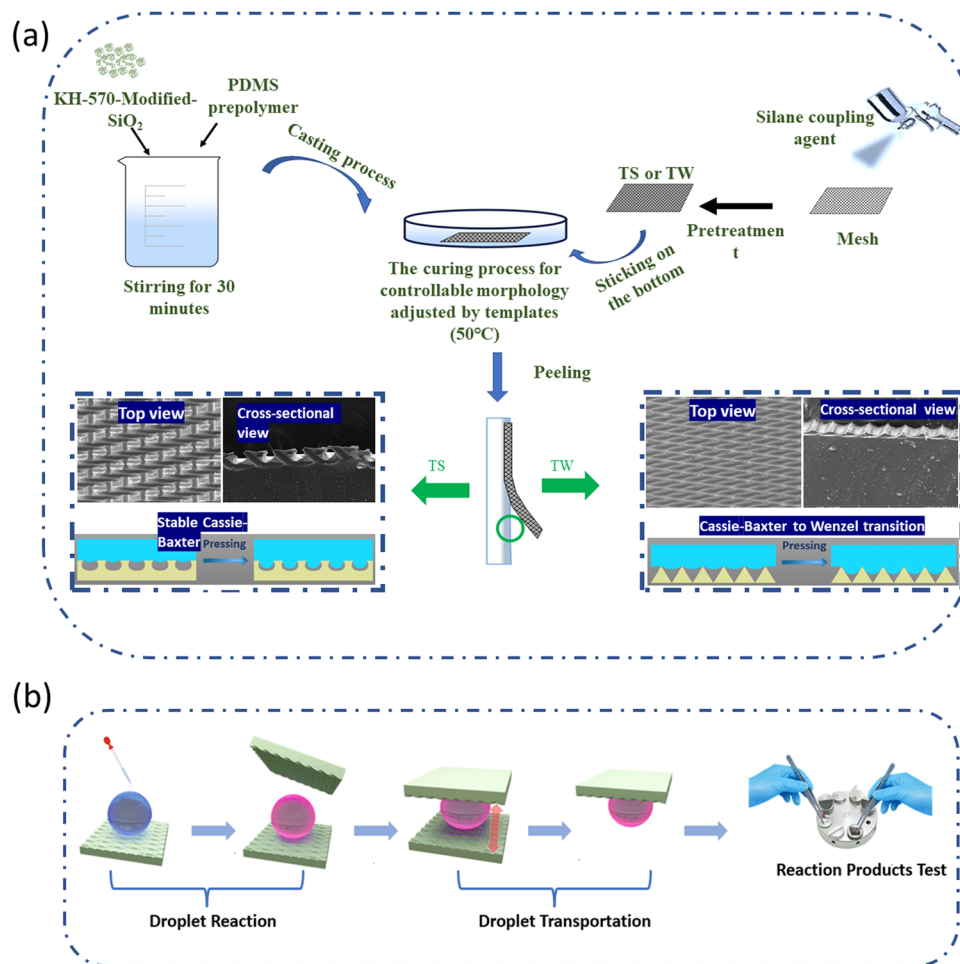 (a)
KH-570-Modified-
SiO₂
PDMS
prepolymer
Casting process
Silane coupling
agent
TS or TW
Pretreatmen
t
Mesh
Sticking on
the bottom
Stirring for 30
minutes
The curing process for
controllable morphology
adjusted by templates
(50°C)
Peeling
Top view
Cross-sectional
view
TS
TW
Top view
Cross-sectional view
Stable Cassie-
Baxter
Pressing
Cassie-Baxter to Wenzel transition
Pressing
(b)
Droplet Reaction
Droplet Transportation
Reaction Products Test